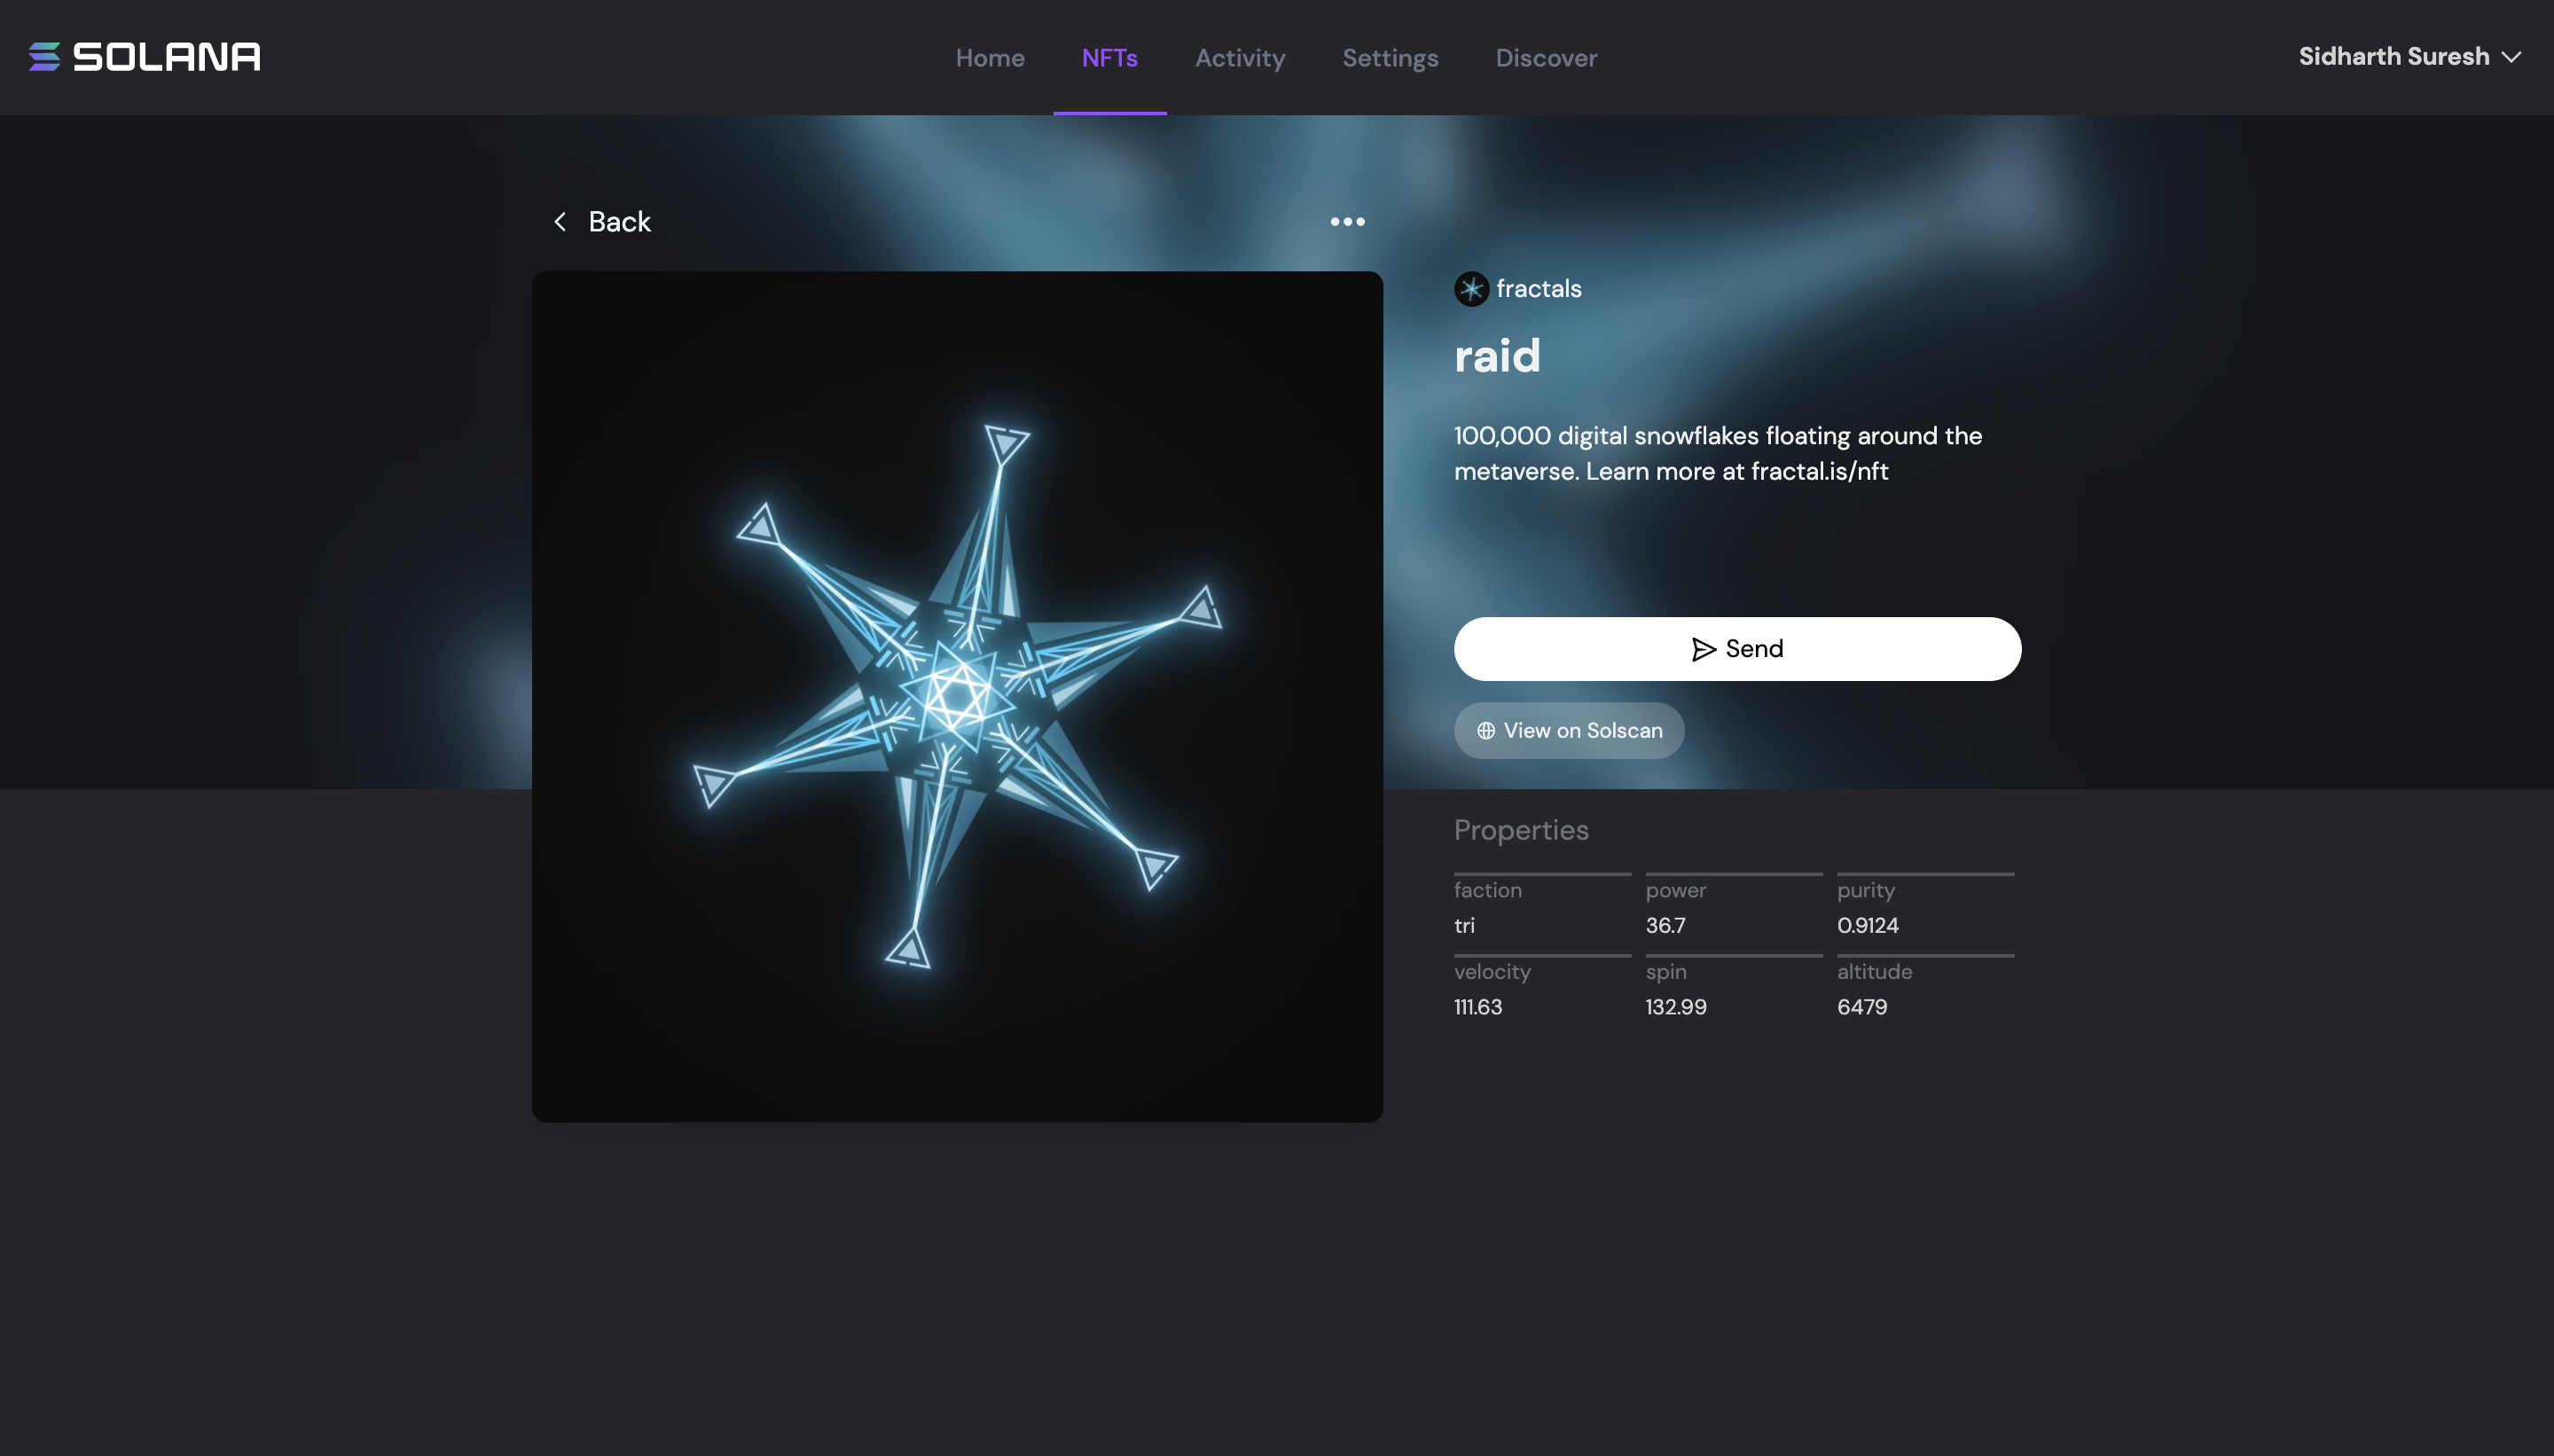 SOLANA
Home
NFTs
Activity
Settings
Discover
Sidharth Suresh
Back
fractals
raid
100,000 digital snowflakes floating around the
metaverse. Learn more at fractal.is/nft
Send
View on Solscan
Properties
faction
power
purity
tri
36.7
0.9124
velocity
spin
altitude
111.63
132.99
6479